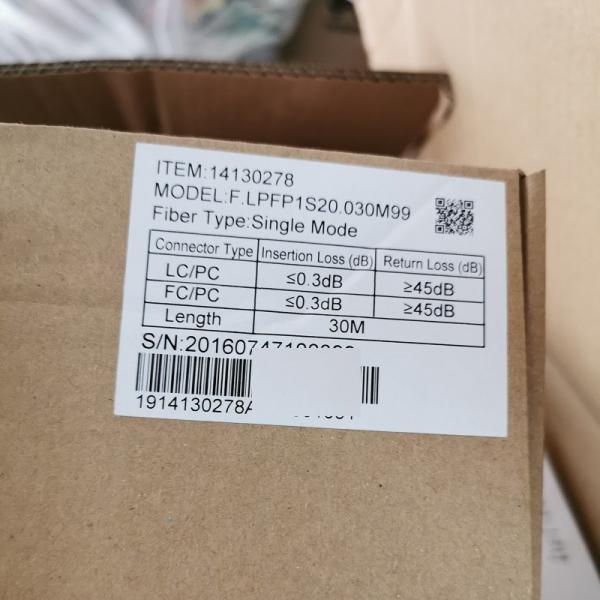 ITEM:14130278
MODEL:F.LPFP1S20.030M99
Fiber Type:Single Mode
Connector Type Insertion Loss (dB) Return Loss (dB)
LC/PC ≤0.3dB ≥45dB
FC/PC ≤0.3dB ≥45dB
Length 30M
S/N:201607471
1914130278A